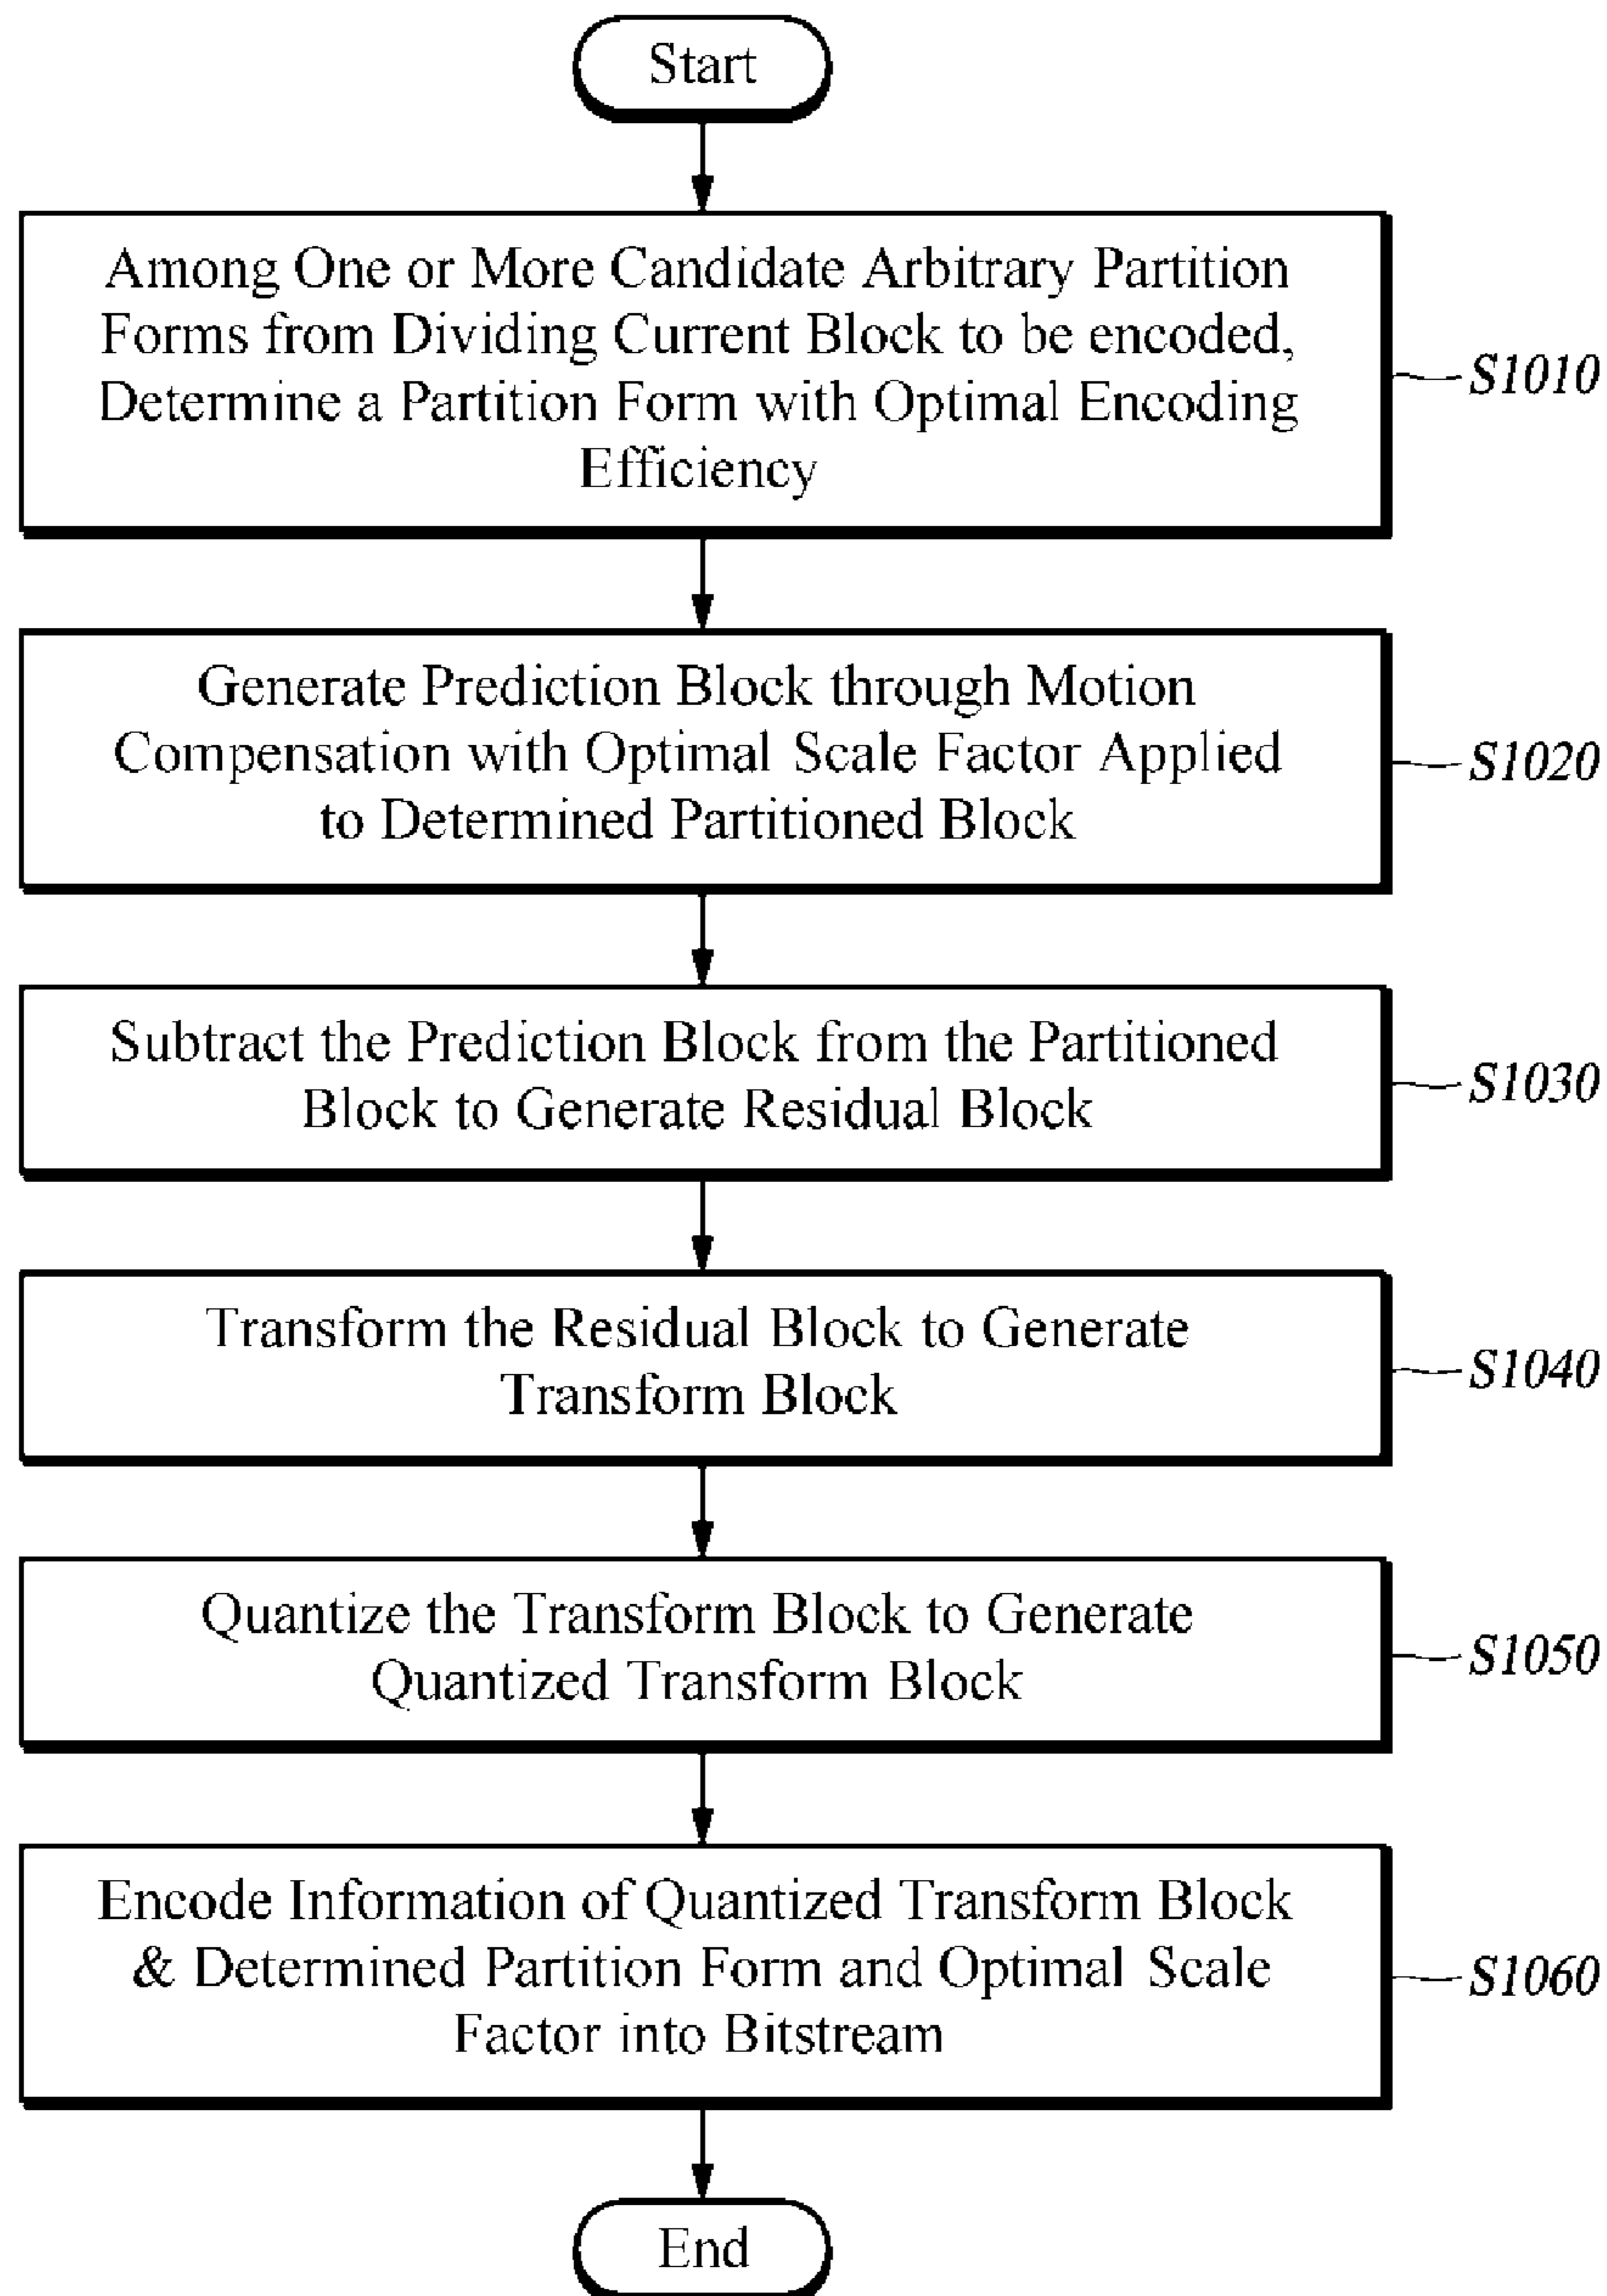 Start
Among One or More Candidate Arbitrary Partition
Forms from Dividing Current Block to be encoded,
Determine a Partition Form with Optimal Encoding
Efficiency
S1010
Generate Prediction Block through Motion
Compensation with Optimal Scale Factor Applied
to Determined Partitioned Block
S1020
Subtract the Prediction Block from the Partitioned
Block to Generate Residual Block
S1030
Transform the Residual Block to Generate
Transform Block
S1040
Quantize the Transform Block to Generate
Quantized Transform Block
S1050
Encode Information of Quantized Transform Block
& Determined Partition Form and Optimal Scale
Factor into Bitstream
S1060
End